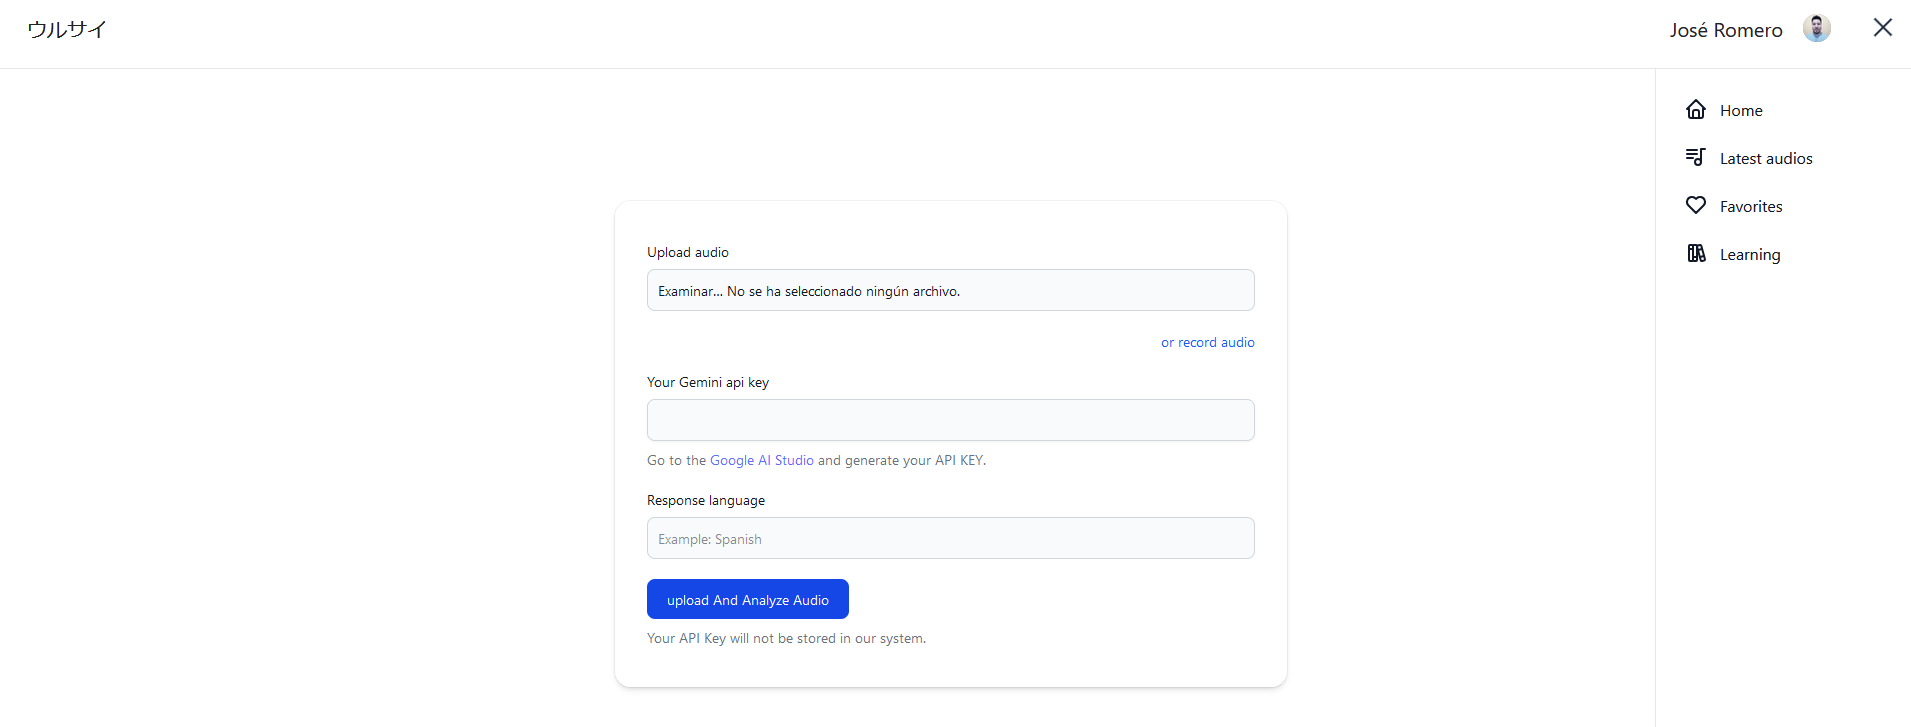 ウルサイ
José Romero
Home
Latest audios
Favorites
Learning
Upload audio
Examinar... No se ha seleccionado ningún archivo.
or record audio
Your Gemini api key
Go to the Google AI Studio and generate your API KEY.
Response language
Example: Spanish
upload And Analyze Audio
Your API Key will not be stored in our system.